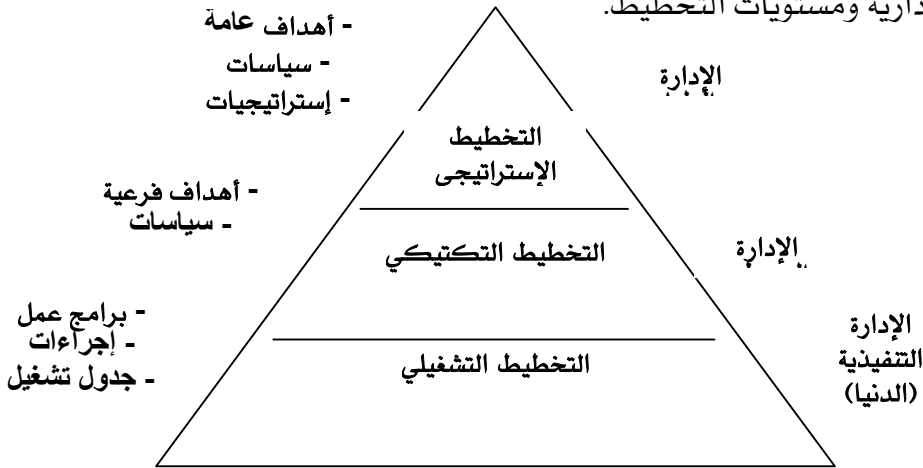 ومستويات التخطيط.
- أهداف عامة
- سياسات
- إستراتيجيات
الإدارة
التخطيط
الإستراتيجى
- أهداف فرعية
- سياسات
التخطيط التكتيكي
الإدارة
- برامج عمل
- إجراءات
- جدول تشغيل
التخطيط التشغيلي
الإدارة
التنفيذية
(الدنيا)